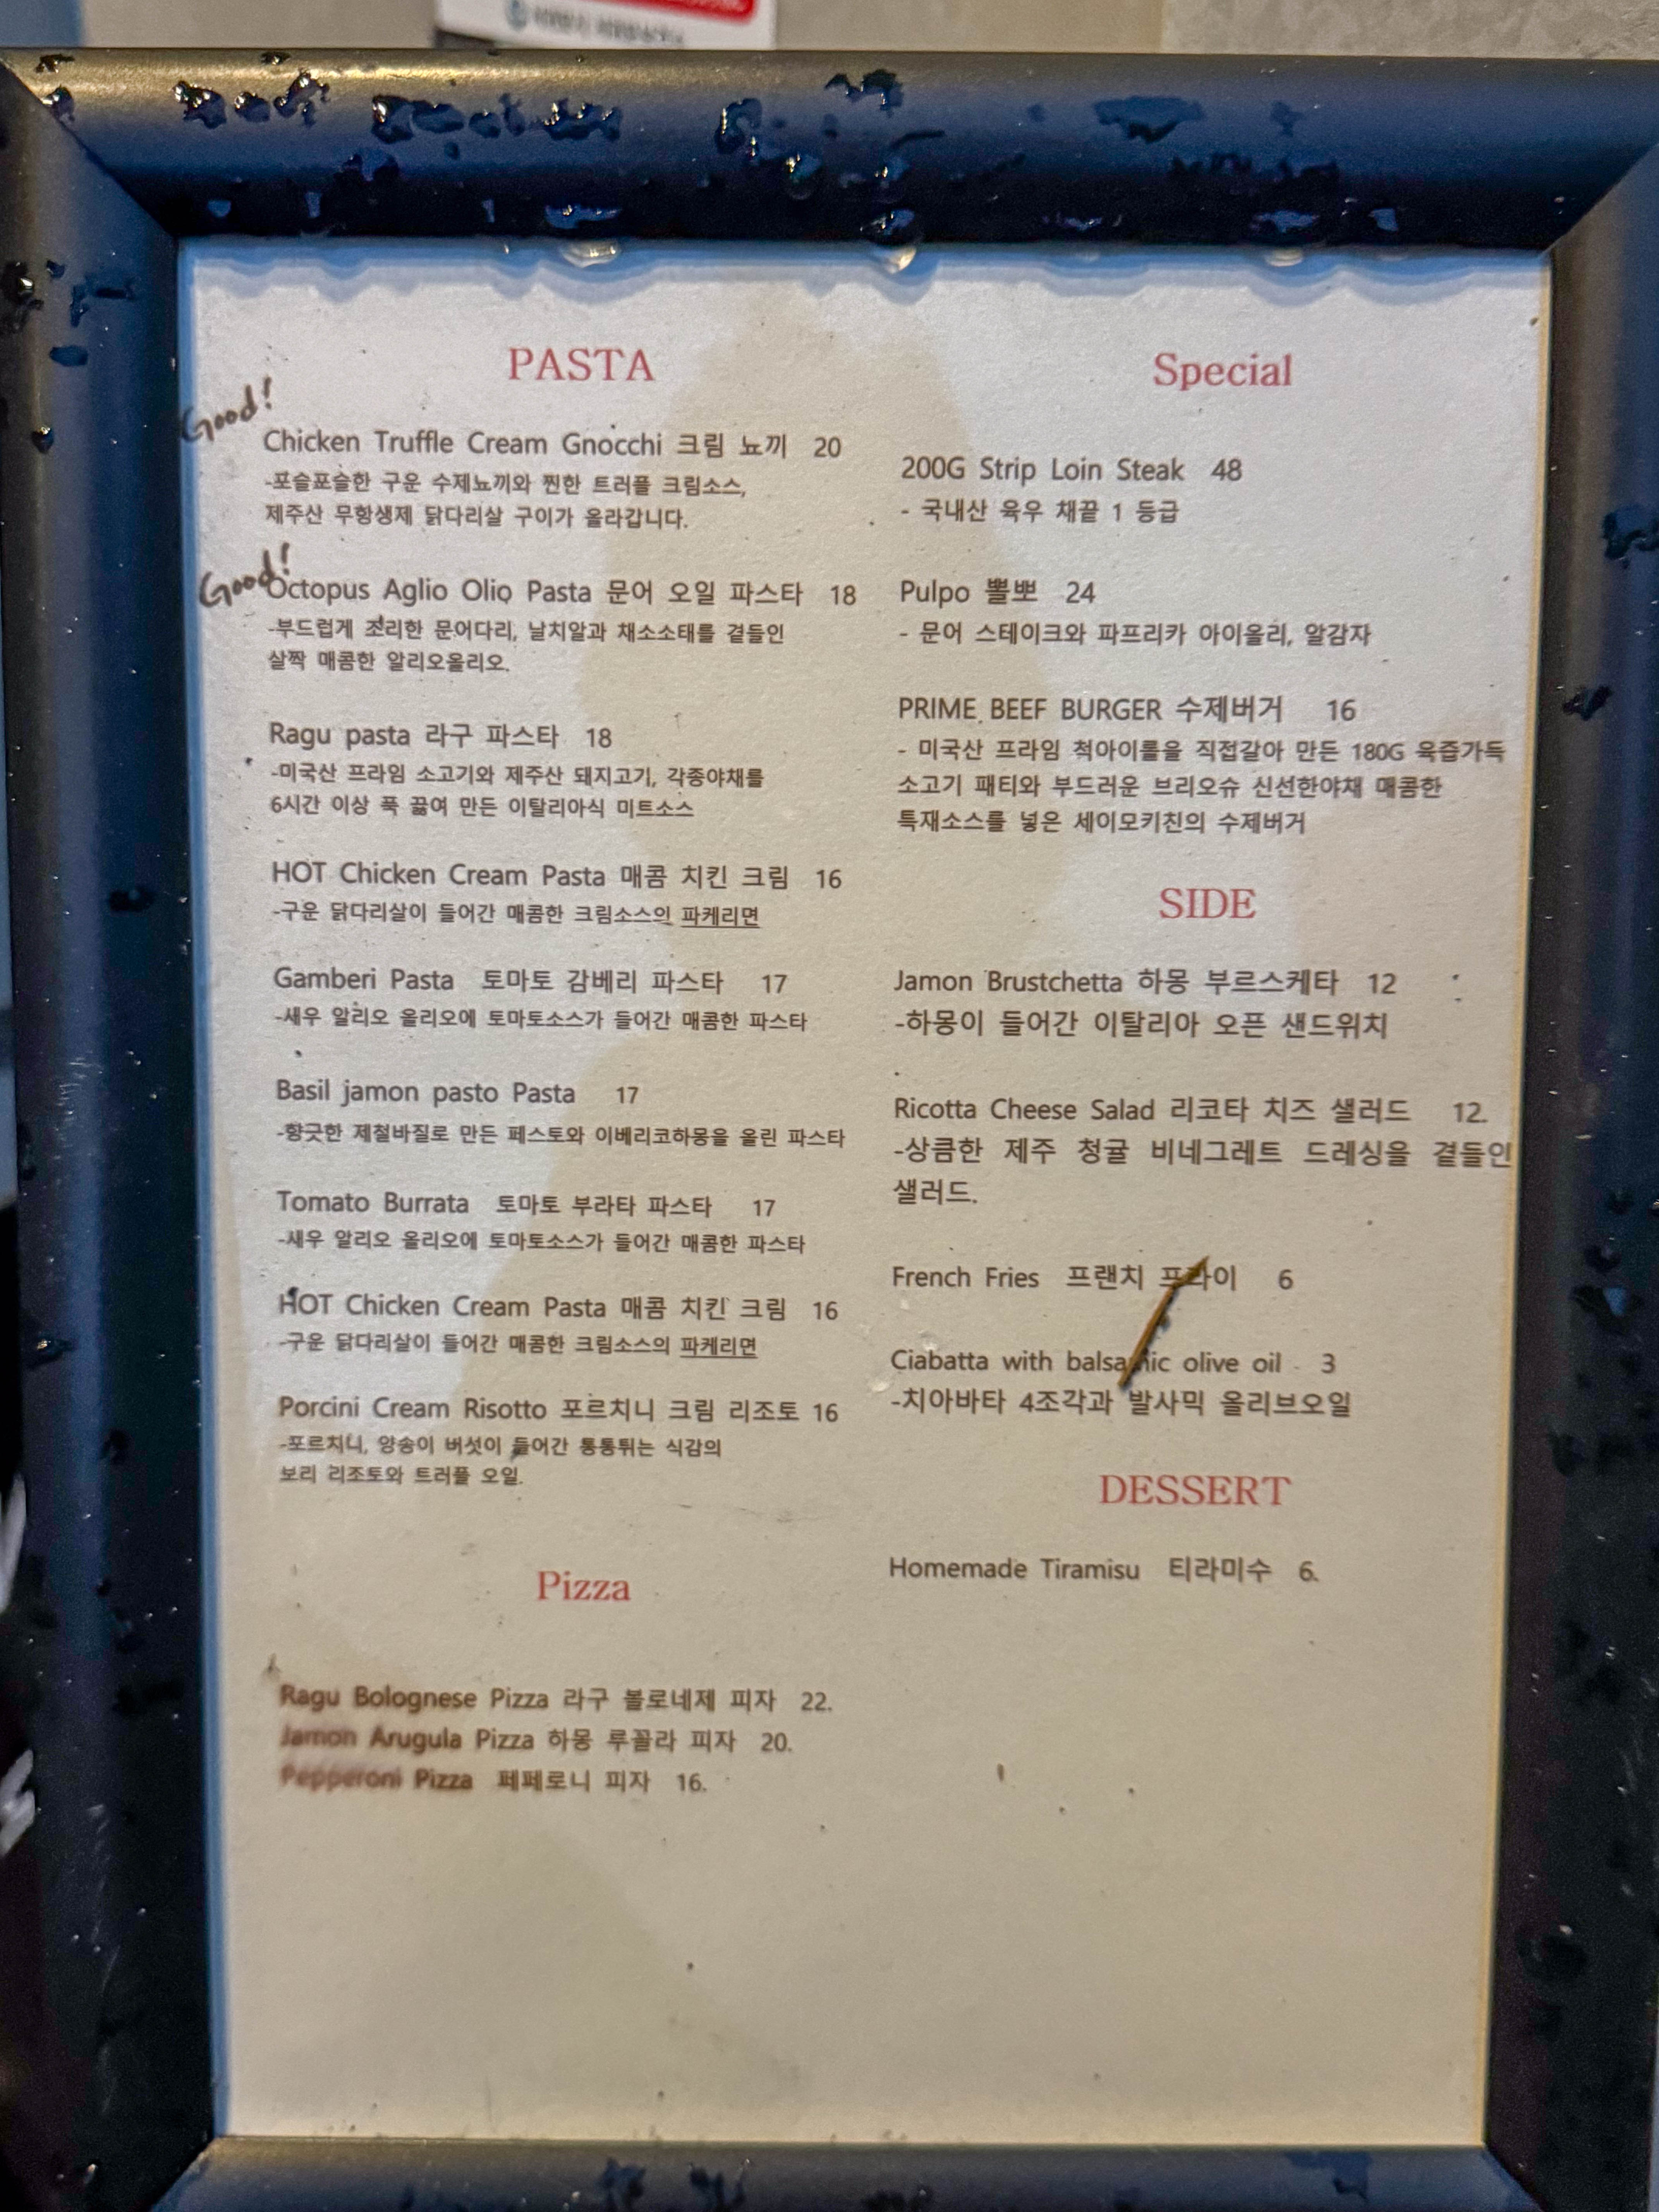 PASTA
Good!
Chicken Truffle Cream Gnocchi 크림 뇨끼 20
-포슬포슬한 구운 수제뇨끼와 찐한 트러플 크림소스,
제주산 무항생제 닭다리살 구이가 올라갑니다.
Good!
Octopus Aglio Olio Pasta 문어 오일 파스타 18
-부드럽게 조리한 문어다리, 날치알과 채소소태를 곁들인
살짝 매콤한 알리오올리오.
Ragu pasta 라구 파스타 18
-미국산 프라임 소고기와 제주산 돼지고기, 각종야채를
6시간 이상 푹 끓여 만든 이탈리아식 미트소스
HOT Chicken Cream Pasta 매콤 치킨 크림 16
-구운 닭다리살이 들어간 매콤한 크림소스의 파케리면
Gamberi Pasta 토마토 감베리 파스타 17
-새우 알리오 올리오에 토마토소스가 들어간 매콤한 파스타
Basil jamon pasto Pasta 17
-향긋한 제철바질로 만든 페스토와 이베리코하몽을 올린 파스타
Tomato Burrata 토마토 부라타 파스타 17
-새우 알리오 올리오에 토마토소스가 들어간 매콤한 파스타
HOT Chicken Cream Pasta 매콤 치킨 크림 16
-구운 닭다리살이 들어간 매콤한 크림소스의 파케리면
Porcini Cream Risotto 포르치니 크림 리조토 16
-포르치니, 양송이 버섯이 들어간 통통튀는 식감의
보리 리조토와 트러플 오일.
Pizza
Ragu Bolognese Pizza 라구 볼로네제 피자 22.
Jamon Arugula Pizza 하몽 루꼴라 피자 20.
Pepperoni Pizza 페페로니 피자 16.
Special
200G Strip Loin Steak 48
- 국내산 육우 채끝 1 등급
Pulpo 뽈뽀 24
- 문어 스테이크와 파프리카 아이올리, 알감자
PRIME BEEF BURGER 수제버거 16
- 미국산 프라임 척아이롤을 직접갈아 만든 180G 육즙가득
소고기 패티와 부드러운 브리오슈 신선한야채 매콤한
특재소스를 넣은 세이모키친의 수제버거
SIDE
Jamon Brustchetta 하몽 부르스케타 12
-하몽이 들어간 이탈리아 오픈 샌드위치
Ricotta Cheese Salad 리코타 치즈 샐러드 12.
-상큼한 제주 청귤 비네그레트 드레싱을 곁들인
샐러드.
French Fries 프랜치 프라이 6
Ciabatta with balsamic olive oil 3
-치아바타 4조각과 발사믹 올리브오일
DESSERT
Homemade Tiramisu 티라미수 6.